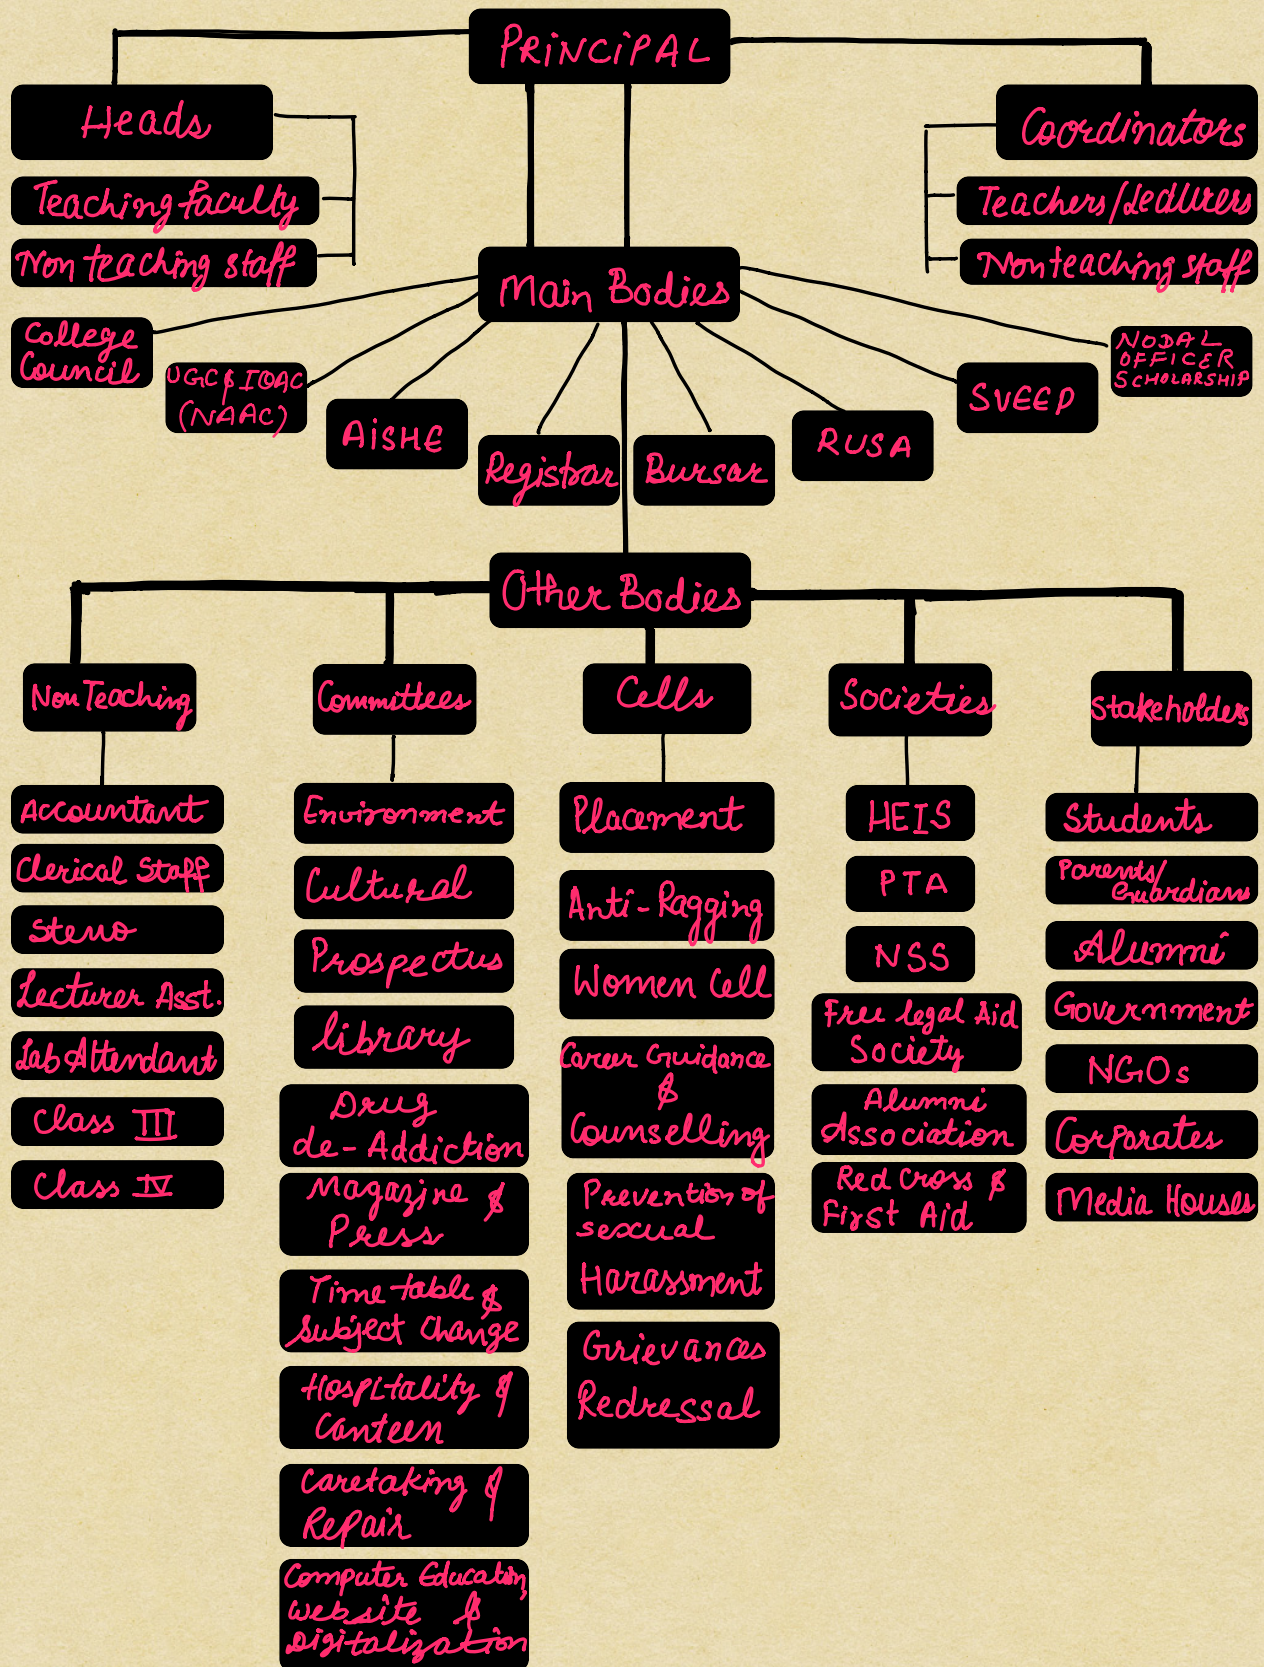 PRINCIPAL
Heads
Coordinators
Teaching faculty
Non teaching staff
Teachers/Lecturers
Non teaching staff
Main Bodies
College
Council
UGC & IQAC
(NAAC)
AISHE
Registrar
Bursar
RUSA
SVEEP
NODAL
OFFICER
SCHOLARSHIP
Other Bodies
Non Teaching
Accountant
Clerical Staff
Steno
Lecturer Asst.
Lab Attendant
Class III
Class IV
Committees
Environment
Cultural
Prospectus
library
Drug
de-Addiction
Magazine &
Press
Time table &
Subject Change
Hospitality &
Canteen
Caretaking &
Repair
Computer Education,
website &
Digitalization
Cells
Placement
Anti-Ragging
Women Cell
Career Guidance
&
Counselling
Prevention of
sexual
Harassment
Grievances
Redressal
Societies
HEIS
PTA
NSS
Free legal Aid
Society
Alumni
Association
Red cross &
First Aid
Stakeholders
Students
Parents/
Guardians
Alumni
Government
NGOs
Corporates
Media Houses